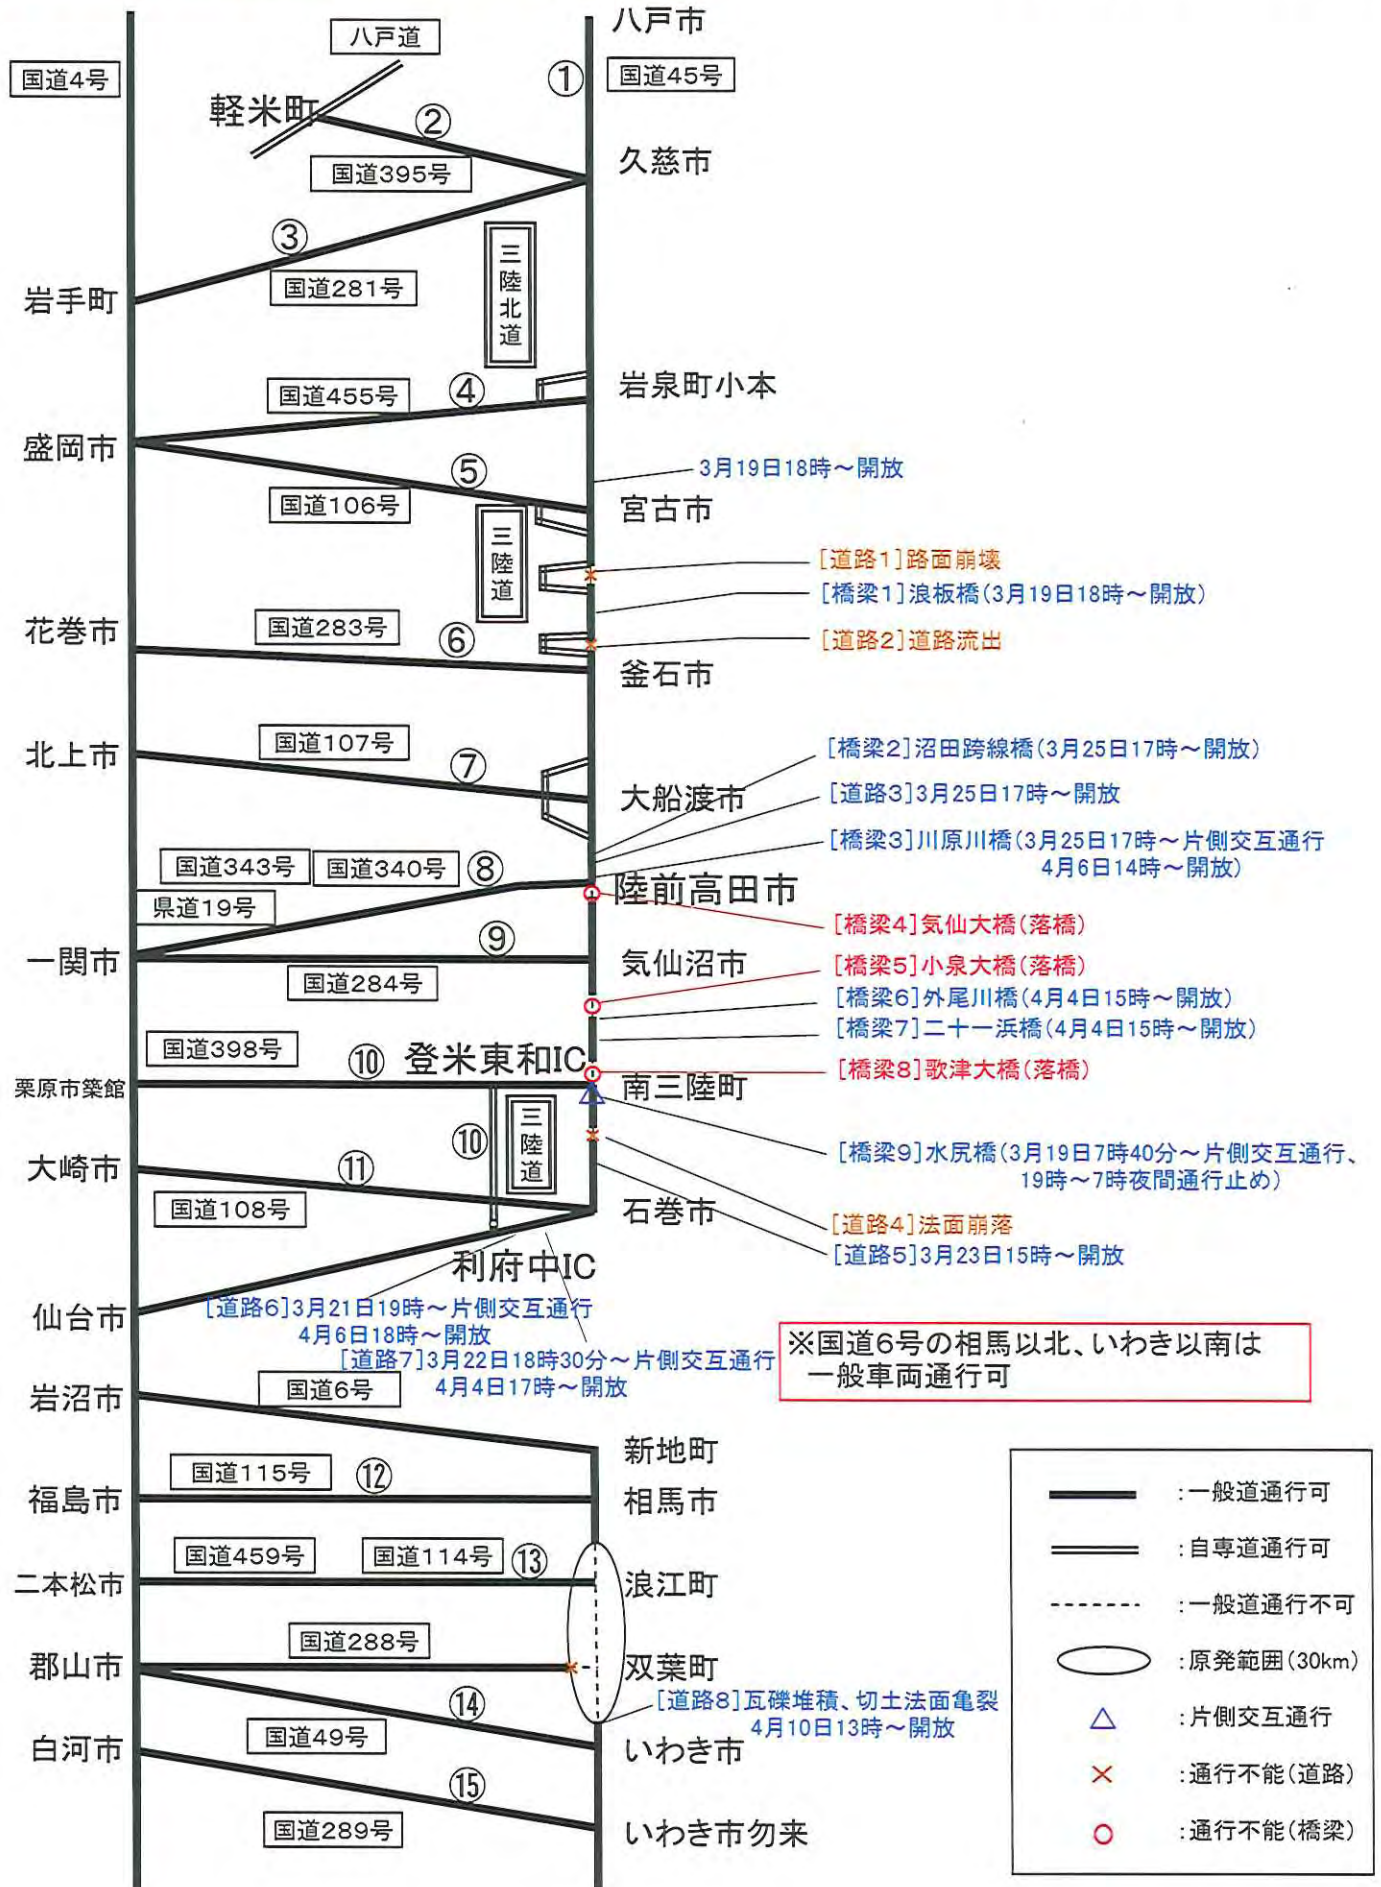 八戸市
八戸道
国道4号
①
国道45号
軽米町
②
久慈市
国道395号
③
三陸北道
国道281号
岩手町
岩泉町小本
国道455号
④
盛岡市
3月19日18時～開放
⑤
国道106号
宮古市
三陸道
[道路1]路面崩壊
[橋梁1]浪板橋(3月19日18時～開放)
花巻市
国道283号
⑥
[道路2]道路流出
釜石市
北上市
国道107号
⑦
[橋梁2]沼田跨線橋(3月25日17時～開放)
大船渡市
[道路3]3月25日17時～開放
[橋梁3]川原川橋(3月25日17時～片側交互通行
4月6日14時～開放)
国道343号
国道340号
⑧
陸前高田市
県道19号
[橋梁4]気仙大橋(落橋)
一関市
⑨
気仙沼市
国道284号
[橋梁5]小泉大橋(落橋)
[橋梁6]外尾川橋(4月4日15時～開放)
[橋梁7]二十一浜橋(4月4日15時～開放)
国道398号
⑩
登米東和IC
[橋梁8]歌津大橋(落橋)
栗原市築館
南三陸町
⑩
三陸道
[橋梁9]水尻橋(3月19日7時40分～片側交互通行、
19時～7時夜間通行止め)
大崎市
⑪
国道108号
石巻市
[道路4]法面崩落
[道路5]3月23日15時～開放
利府中IC
仙台市
[道路6]3月21日19時～片側交互通行
4月6日18時～開放
[道路7]3月22日18時30分～片側交互通行
4月4日17時～開放
※国道6号の相馬以北、いわき以南は
一般車両通行可
岩沼市
国道6号
新地町
国道115号
⑫
福島市
相馬市
国道459号
国道114号
⑬
二本松市
浪江町
国道288号
郡山市
双葉町
[道路8]瓦礫堆積、切土法面亀裂
4月10日13時～開放
⑭
国道49号
いわき市
白河市
⑮
国道289号
いわき市勿来
:一般道通行可
:自専道通行可
:一般道通行不可
:原発範囲(30km)
:片側交互通行
:通行不能(道路)
:通行不能(橋梁)